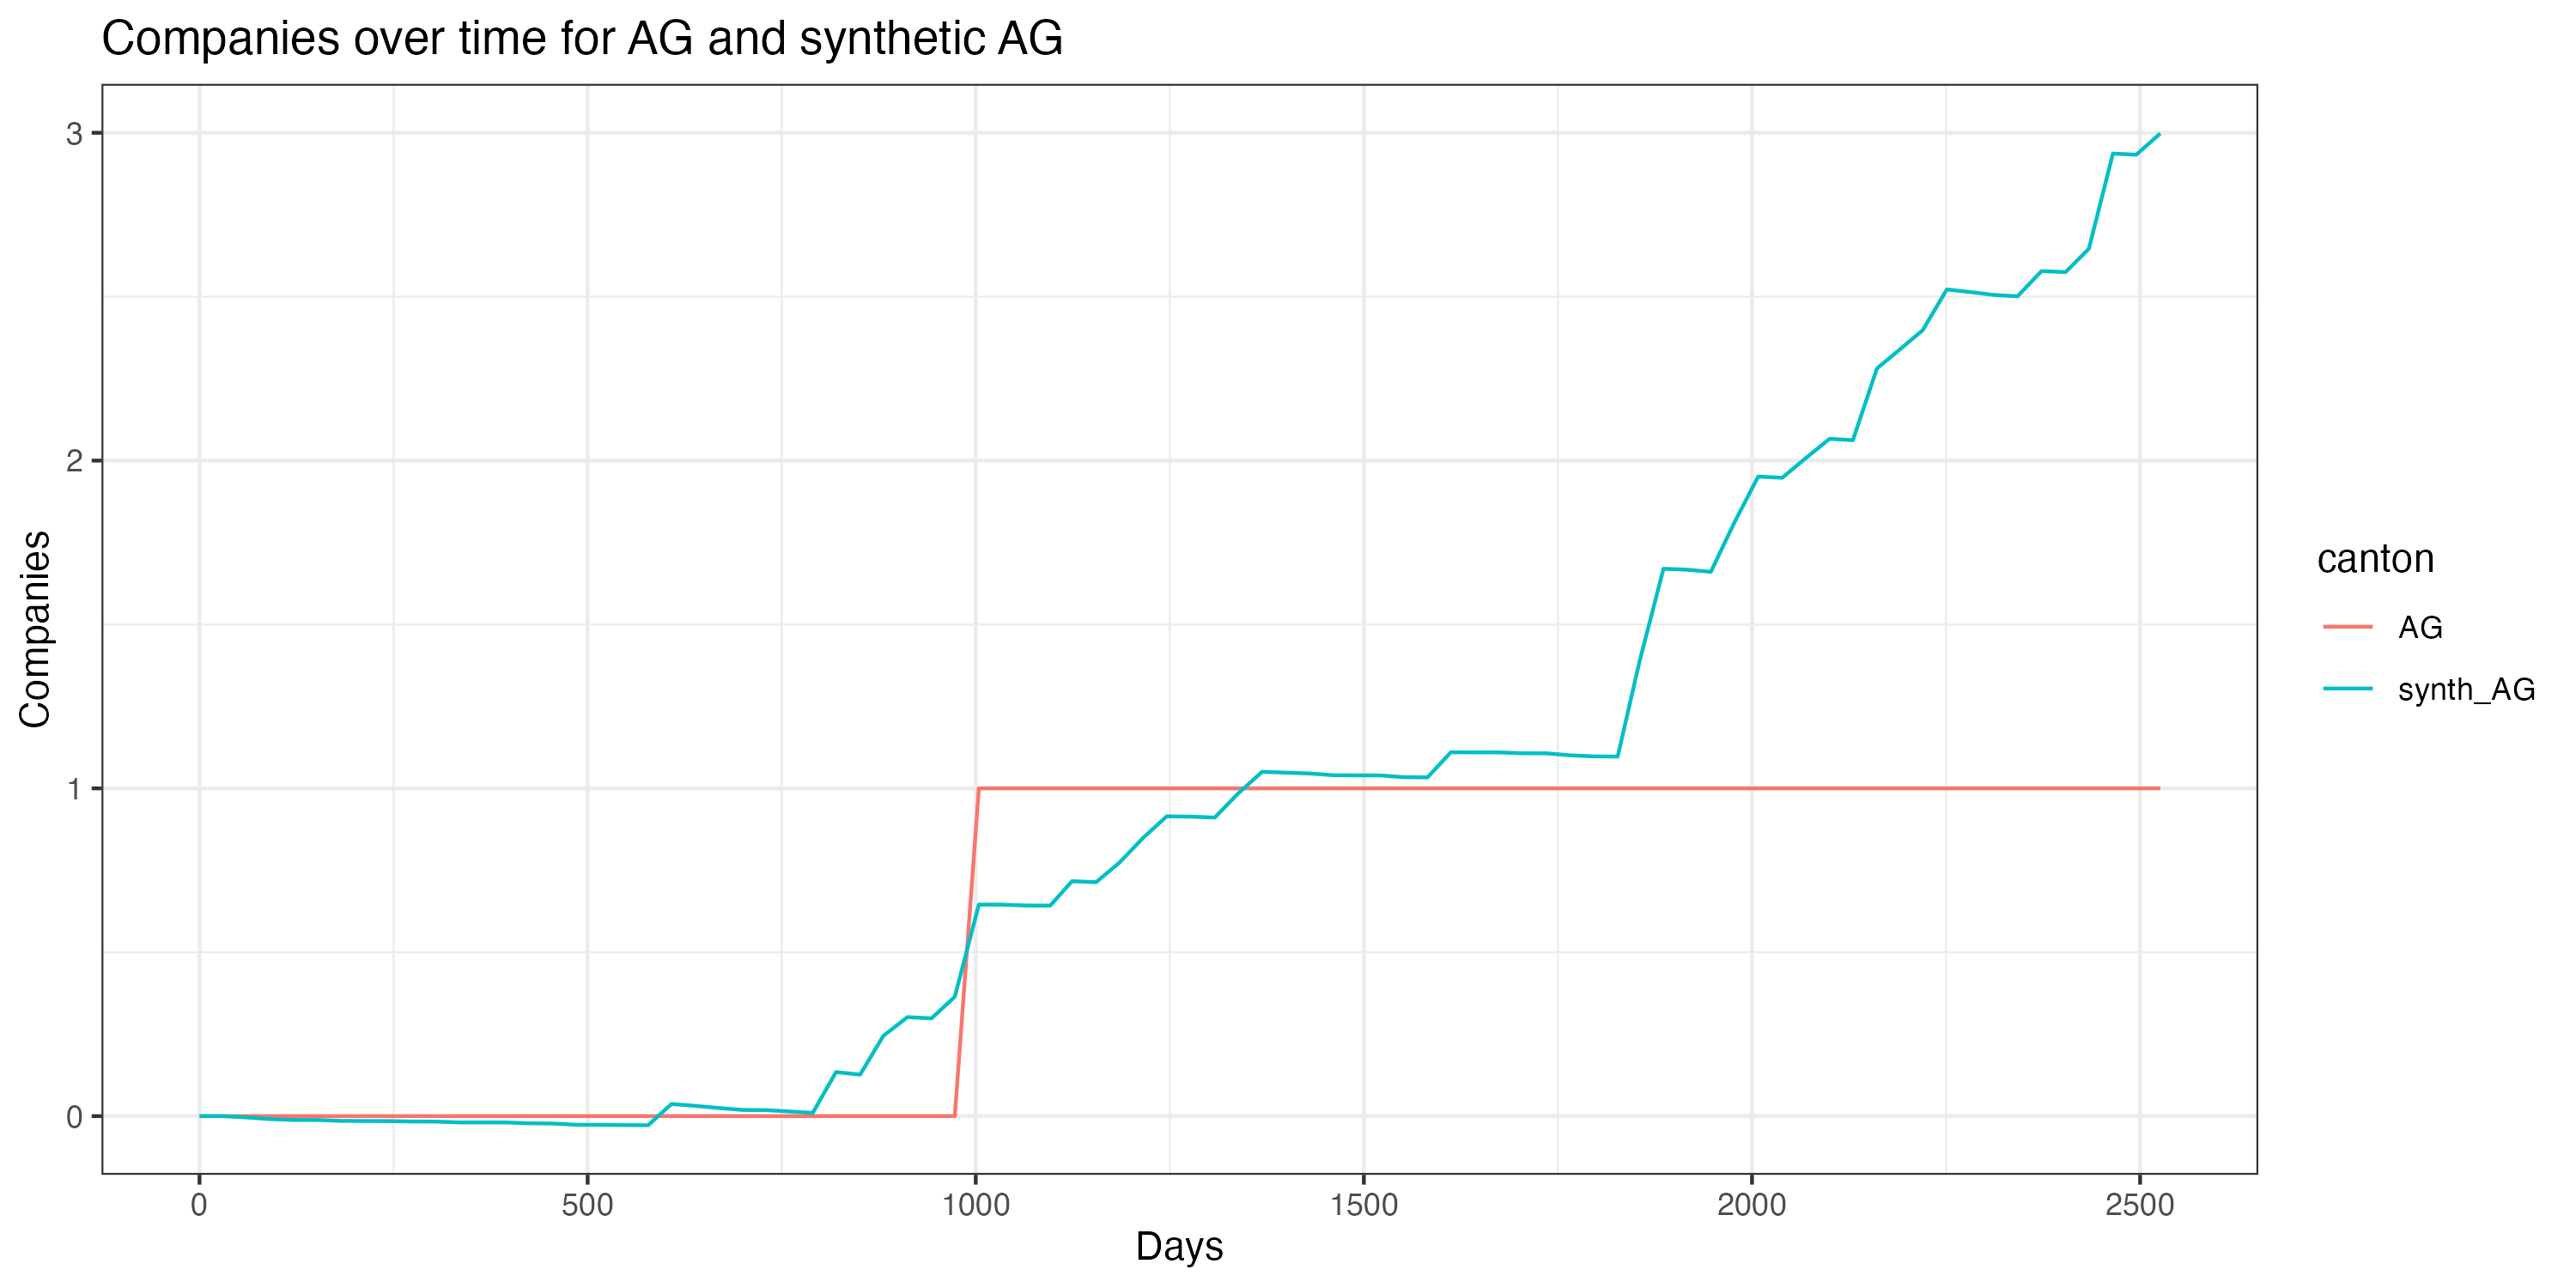 Companies over time for AG and synthetic AG
Companies
3
2
1
0
0 500 1000 1500 2000 2500
Days
canton
AG
synth_AG